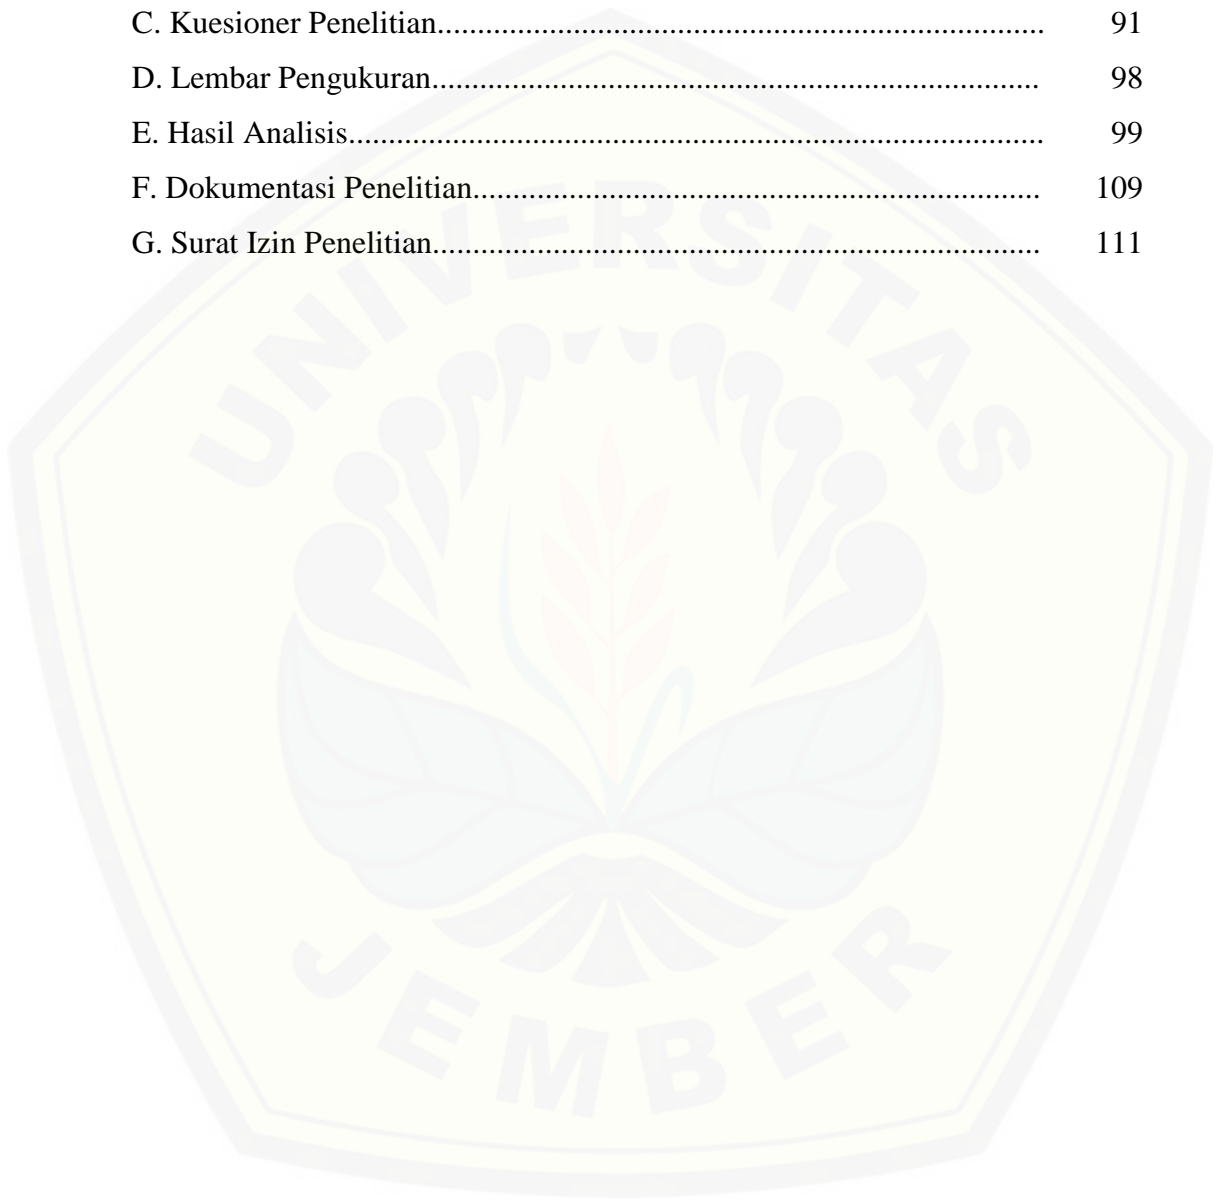 C. Kuesioner Penelitian........................................................................... 91
D. Lembar Pengukuran........................................................................... 98
E. Hasil Analisis...................................................................................... 99
F. Dokumentasi Penelitian...................................................................... 109
G. Surat Izin Penelitian........................................................................... 111
UNIVERSITAS
JEMBER